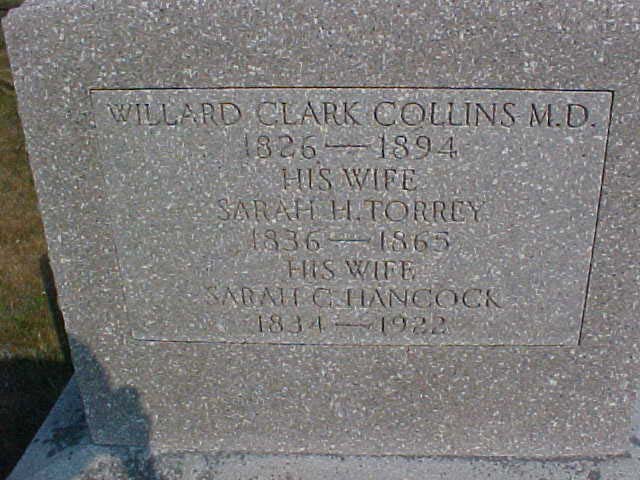 WILLARD CLARK COLLINS M.D.
1826 — 1894
HIS WIFE
SARAH H. TORREY
1836 — 1865
HIS WIFE
SARAH C. HANCOCK
1834 — 1922